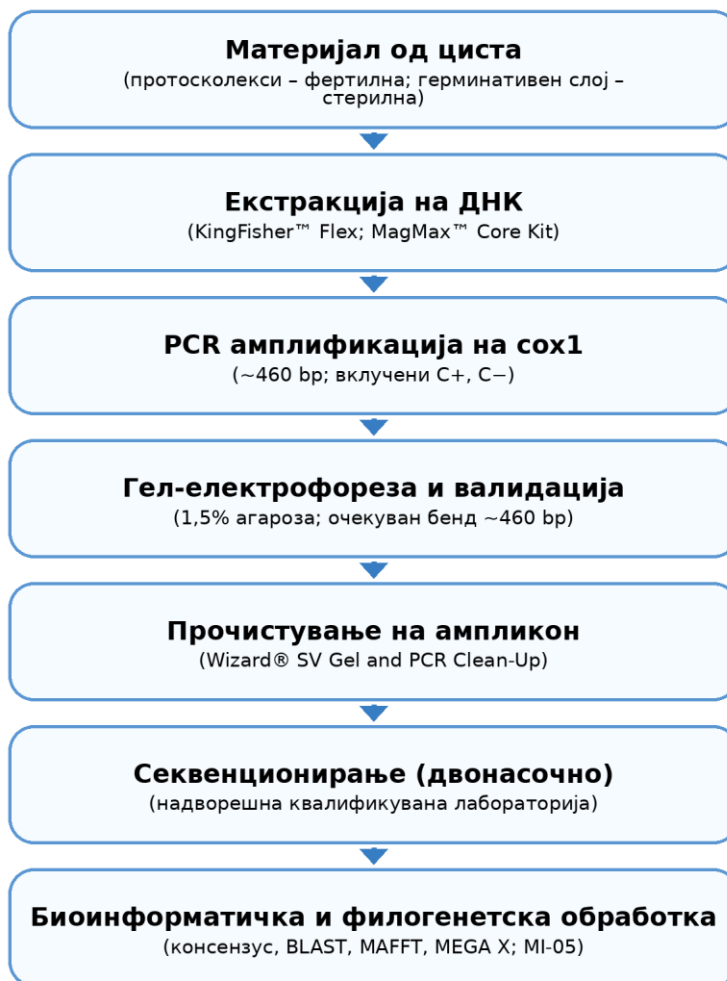 Материјал од циста
(протосколекси – фертилна; герминативен слој –
стерилна)
Екстракција на ДНК
(KingFisher™ Flex; MagMax™ Core Kit)
PCR амплификација на cox1
(~460 bp; вклучени C+, C−)
Гел-електрофореза и валидација
(1,5% агароза; очекуван бенд ~460 bp)
Прочистување на ампликон
(Wizard® SV Gel and PCR Clean-Up)
Секвенционирање (двонасочно)
(надворешна квалификувана лабораторија)
Биоинформатичка и филогенетска обработка
(консензус, BLAST, MAFFT, MEGA X; MI-05)